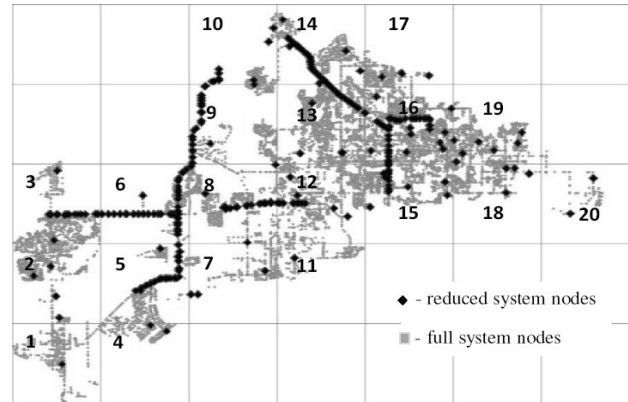 10 14 17
9 13 16 19
3 6 8 12
15 18 20
2 5 7 11
◆ - reduced system nodes
■ - full system nodes
1 4